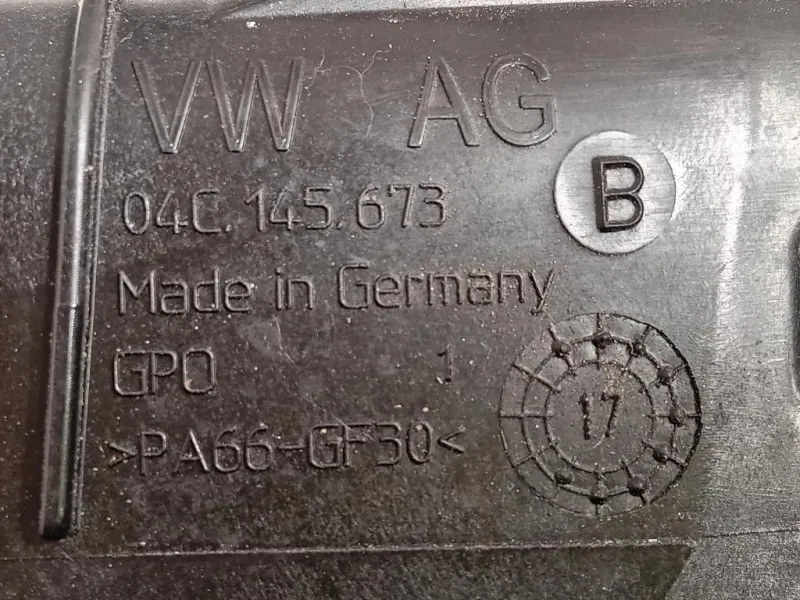 VW AG
04C.145.673 B
Made in Germany
GPO 1
>PA66-GF30<
17